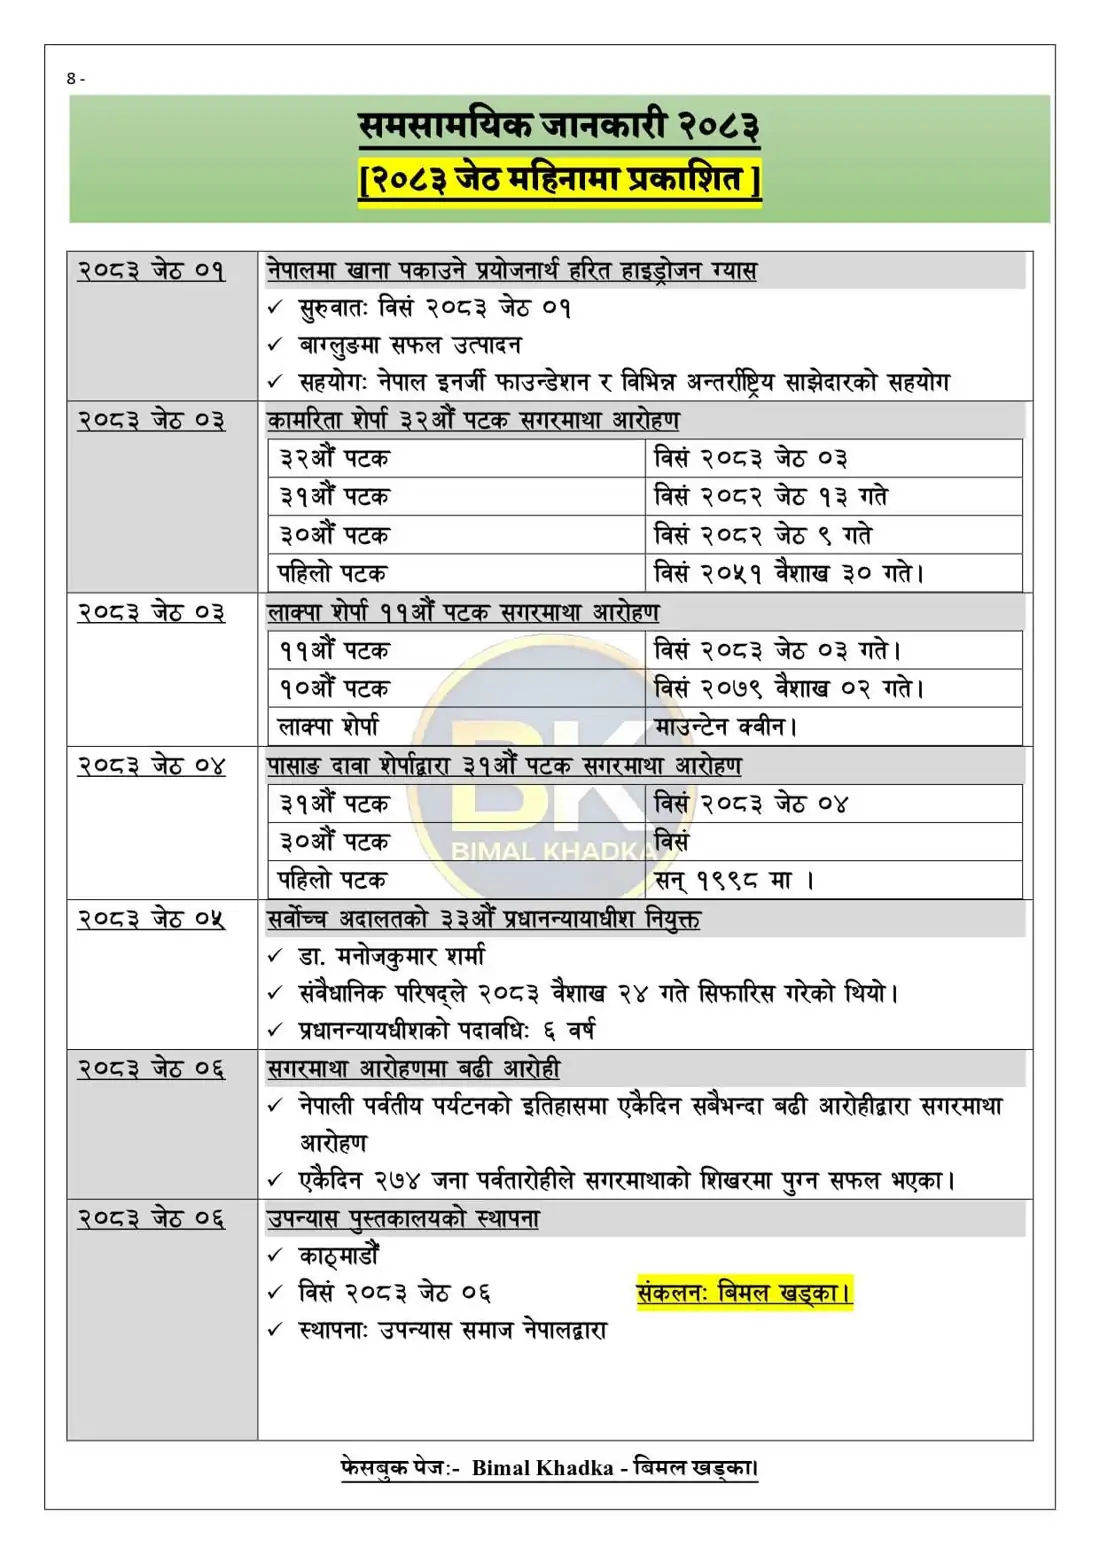 8 -
समसामयिक जानकारी २०८३
[२०८३ जेठ महिनामा प्रकाशित ]
२०८३ जेठ ०१
नेपालमा खाना पकाउने प्रयोजनार्थ हरित हाइड्रोजन ग्यास
✓ सुरुवातः विसं २०८३ जेठ ०१
✓ बाग्लुङमा सफल उत्पादन
✓ सहयोगः नेपाल इनर्जी फाउन्डेशन र विभिन्न अन्तर्राष्ट्रिय साझेदारको सहयोग
२०८३ जेठ ०३
कामरिता शेर्पा ३२औं पटक सगरमाथा आरोहण
३२औं पटक विसं २०८३ जेठ ०३
३१औं पटक विसं २०८२ जेठ १३ गते
३०औं पटक विसं २०८२ जेठ ९ गते
पहिलो पटक विसं २०५१ वैशाख ३० गते।
२०८३ जेठ ०३
लाक्पा शेर्पा ११औं पटक सगरमाथा आरोहण
११औं पटक विसं २०८३ जेठ ०३ गते।
१०औं पटक विसं २०७९ वैशाख ०२ गते।
लाक्पा शेर्पा माउन्टेन क्वीन।
२०८३ जेठ ०४
पासाङ दावा शेर्पाद्वारा ३१औं पटक सगरमाथा आरोहण
३१औं पटक विसं २०८३ जेठ ०४
३०औं पटक विसं
पहिलो पटक सन् १९९८ मा ।
BK
BIMAL KHADKA
२०८३ जेठ ०५
सर्वोच्च अदालतको ३३औं प्रधानन्यायाधीश नियुक्त
✓ डा. मनोजकुमार शर्मा
✓ संवैधानिक परिषद्ले २०८३ वैशाख २४ गते सिफारिस गरेको थियो।
✓ प्रधानन्यायधीशको पदावधिः ६ वर्ष
२०८३ जेठ ०६
सगरमाथा आरोहणमा बढी आरोही
✓ नेपाली पर्वतीय पर्यटनको इतिहासमा एकैदिन सबैभन्दा बढी आरोहीद्वारा सगरमाथा
आरोहण
✓ एकैदिन २७४ जना पर्वतारोहीले सगरमाथाको शिखरमा पुग्न सफल भएका।
२०८३ जेठ ०६
उपन्यास पुस्तकालयको स्थापना
✓ काठ्माडौं
✓ विसं २०८३ जेठ ०६ संकलनः बिमल खड्का।
✓ स्थापनाः उपन्यास समाज नेपालद्वारा
फेसबुक पेज:- Bimal Khadka - बिमल खड्का।